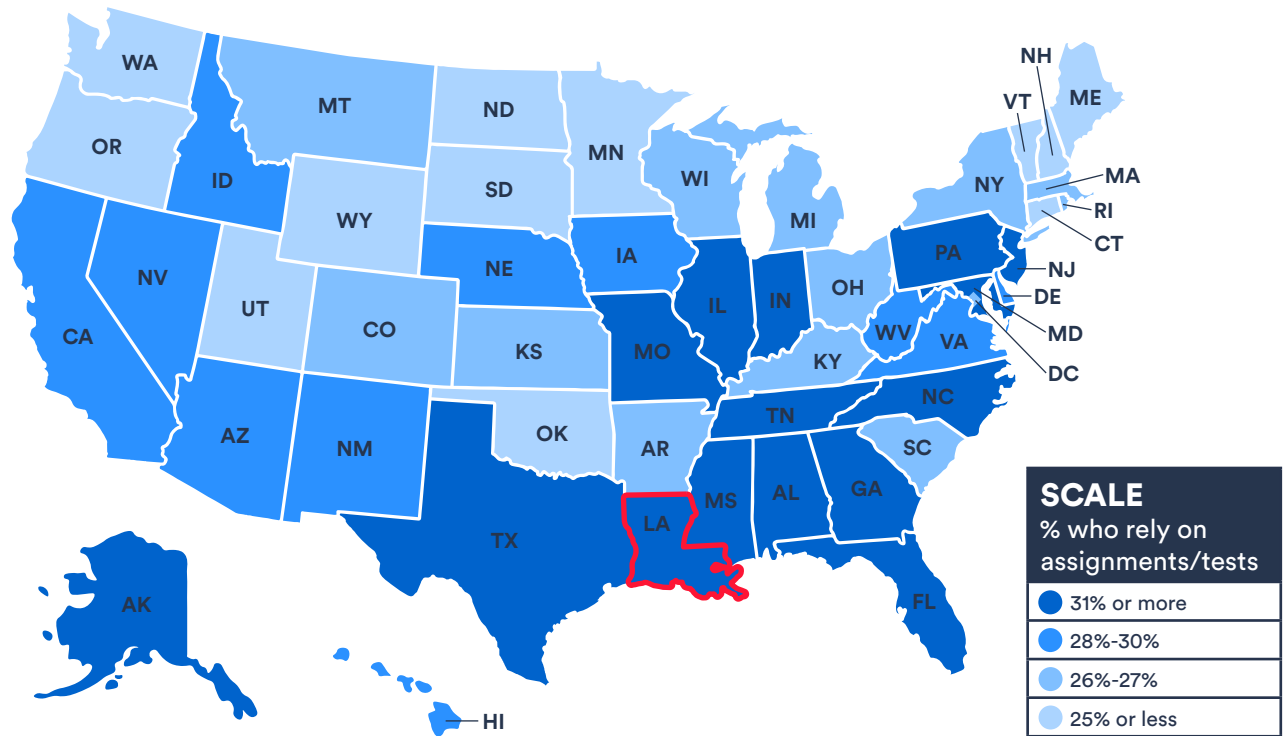 NH
WA
VT
ME
MT
ND
OR
MN
ID
SD
WI
NY
MA
MI
RI
WY
CT
PA
NV
NE
IA
NJ
OH
IL
IN
DE
UT
CO
WV
MD
CA
VA
KS
MO
KY
DC
NC
TN
AZ
NM
OK
AR
SC
GA
AL
MS
LA
TX
AK
FL
HI
SCALE
% who rely on
assignments/tests
31% or more
28%-30%
26%-27%
25% or less